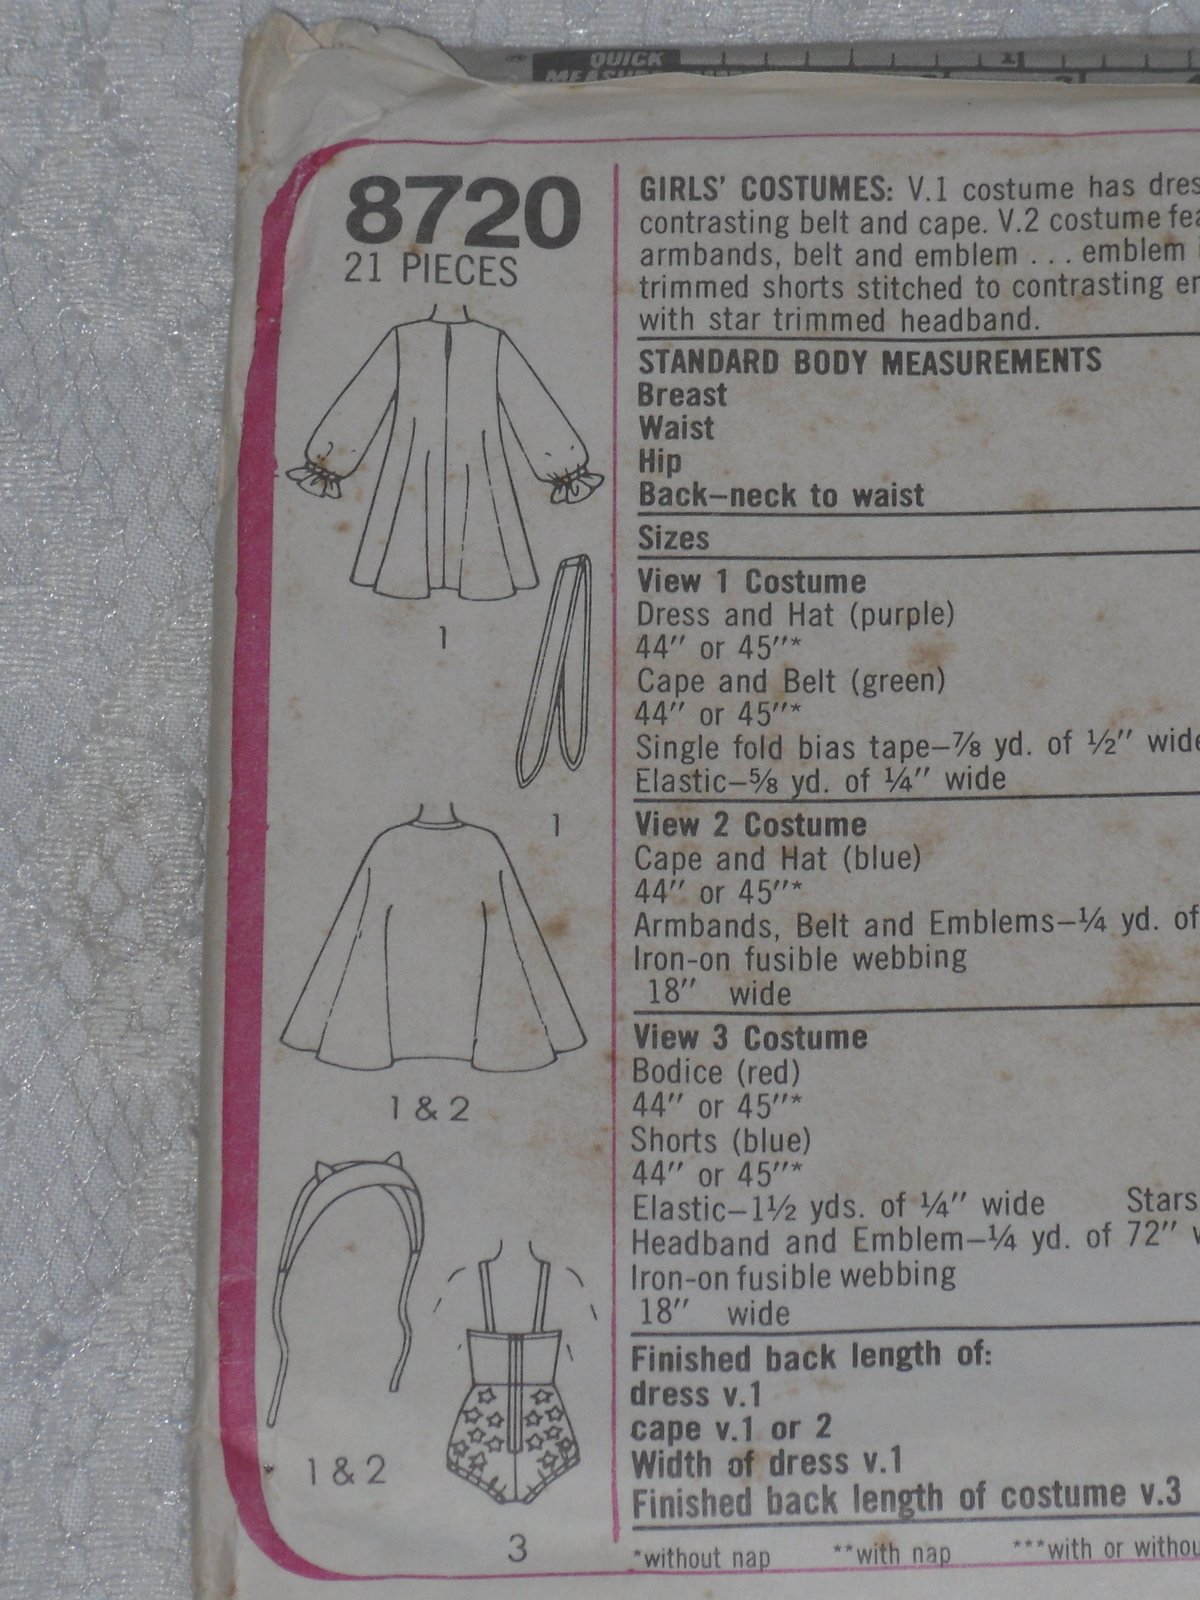 QUICK
1
8720
21 PIECES
1
1
1 & 2
1 & 2
3
GIRLS' COSTUMES: V.1 costume has
contrasting belt and cape. V.2 costume
armbands, belt and emblem . . . emblem
trimmed shorts stitched to contrasting
with star trimmed headband.
STANDARD BODY MEASUREMENTS
Breast
Waist
Hip
Back–neck to waist
Sizes
View 1 Costume
Dress and Hat (purple)
44" or 45"*
Cape and Belt (green)
44" or 45"*
Single fold bias tape–⅞ yd. of ½" wide
Elastic–⅝ yd. of ¼" wide
View 2 Costume
Cape and Hat (blue)
44" or 45"*
Armbands, Belt and Emblems–¼ yd. of
Iron-on fusible webbing
18" wide
View 3 Costume
Bodice (red)
44" or 45"*
Shorts (blue)
44" or 45"*
Elastic–1½ yds. of ¼" wide Stars
Headband and Emblem–¼ yd. of 72"
Iron-on fusible webbing
18" wide
Finished back length of:
dress v.1
cape v.1 or 2
Width of dress v.1
Finished back length of costume v.3
*without nap **with nap ***with or